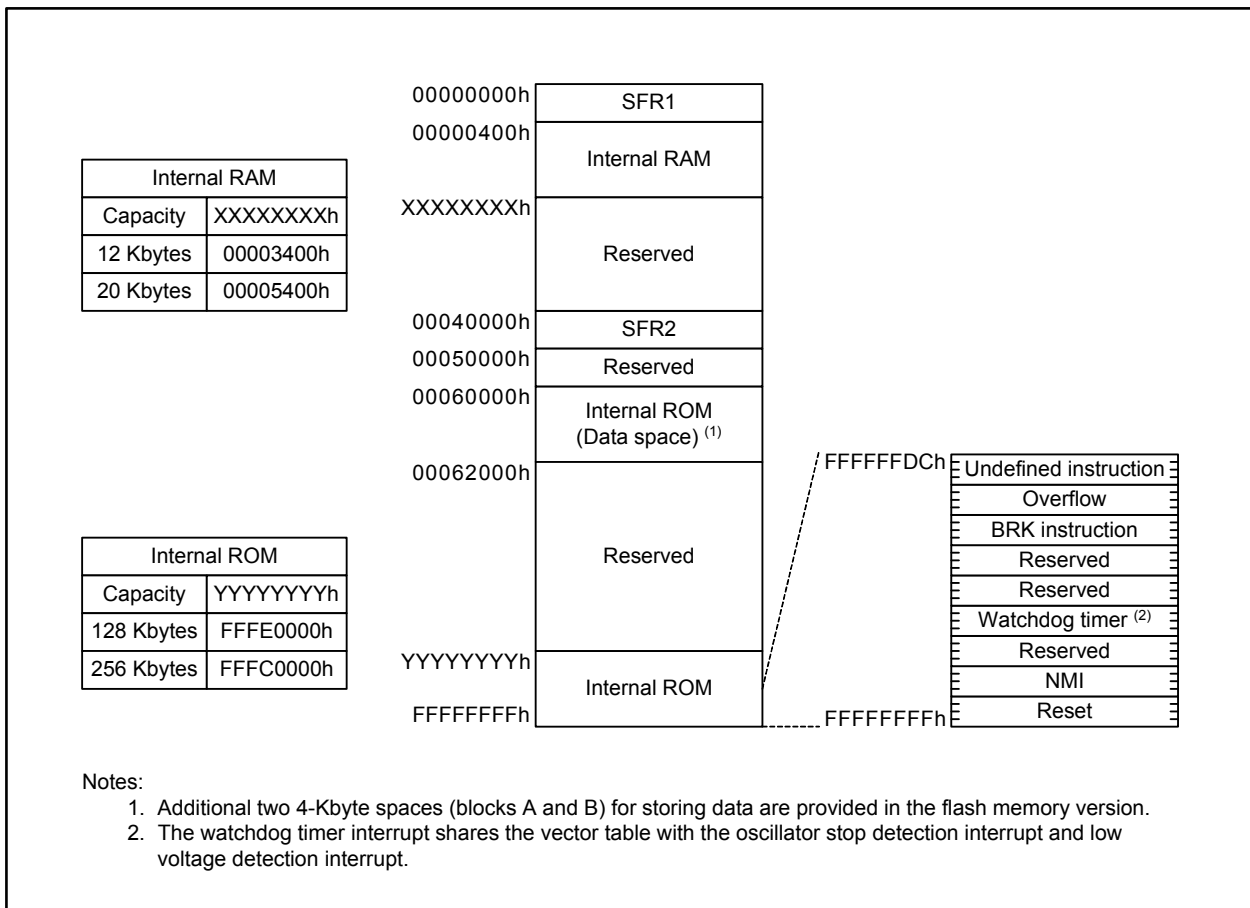 00000000h
SFR1
00000400h
Internal RAM
XXXXXXXXh
Reserved
00040000h
SFR2
00050000h
Reserved
00060000h
Internal ROM
(Data space) (1)
00062000h
Reserved
YYYYYYYYh
Internal ROM
FFFFFFFFh
Internal RAM
Capacity XXXXXXXXh
12 Kbytes 00003400h
20 Kbytes 00005400h
Internal ROM
Capacity YYYYYYYYh
128 Kbytes FFFE0000h
256 Kbytes FFFC0000h
FFFFFFDCh
Undefined instruction
Overflow
BRK instruction
Reserved
Reserved
Watchdog timer (2)
Reserved
NMI
Reset
FFFFFFFFh
Notes:
1. Additional two 4-Kbyte spaces (blocks A and B) for storing data are provided in the flash memory version.
2. The watchdog timer interrupt shares the vector table with the oscillator stop detection interrupt and low
voltage detection interrupt.